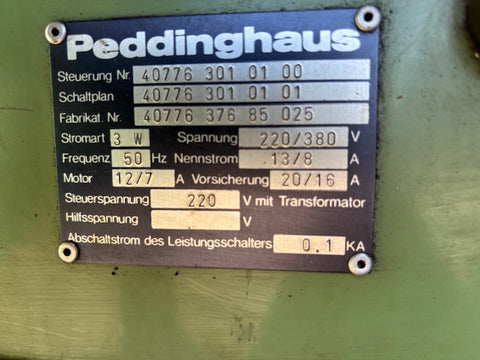 Peddinghaus
Steuerung Nr. 40776 301 01 00
Schaltplan 40776 301 01 01
Fabrikat. Nr. 40776 376 85 025
Stromart 3 W Spannung 220/380 V
Frequenz 50 Hz Nennstrom 13/8 A
Motor 12/7 A Vorsicherung 20/16 A
Steuerspannung 220 V mit Transformator
Hilfsspannung V
Abschaltstrom des Leistungsschalters 0.1 KA